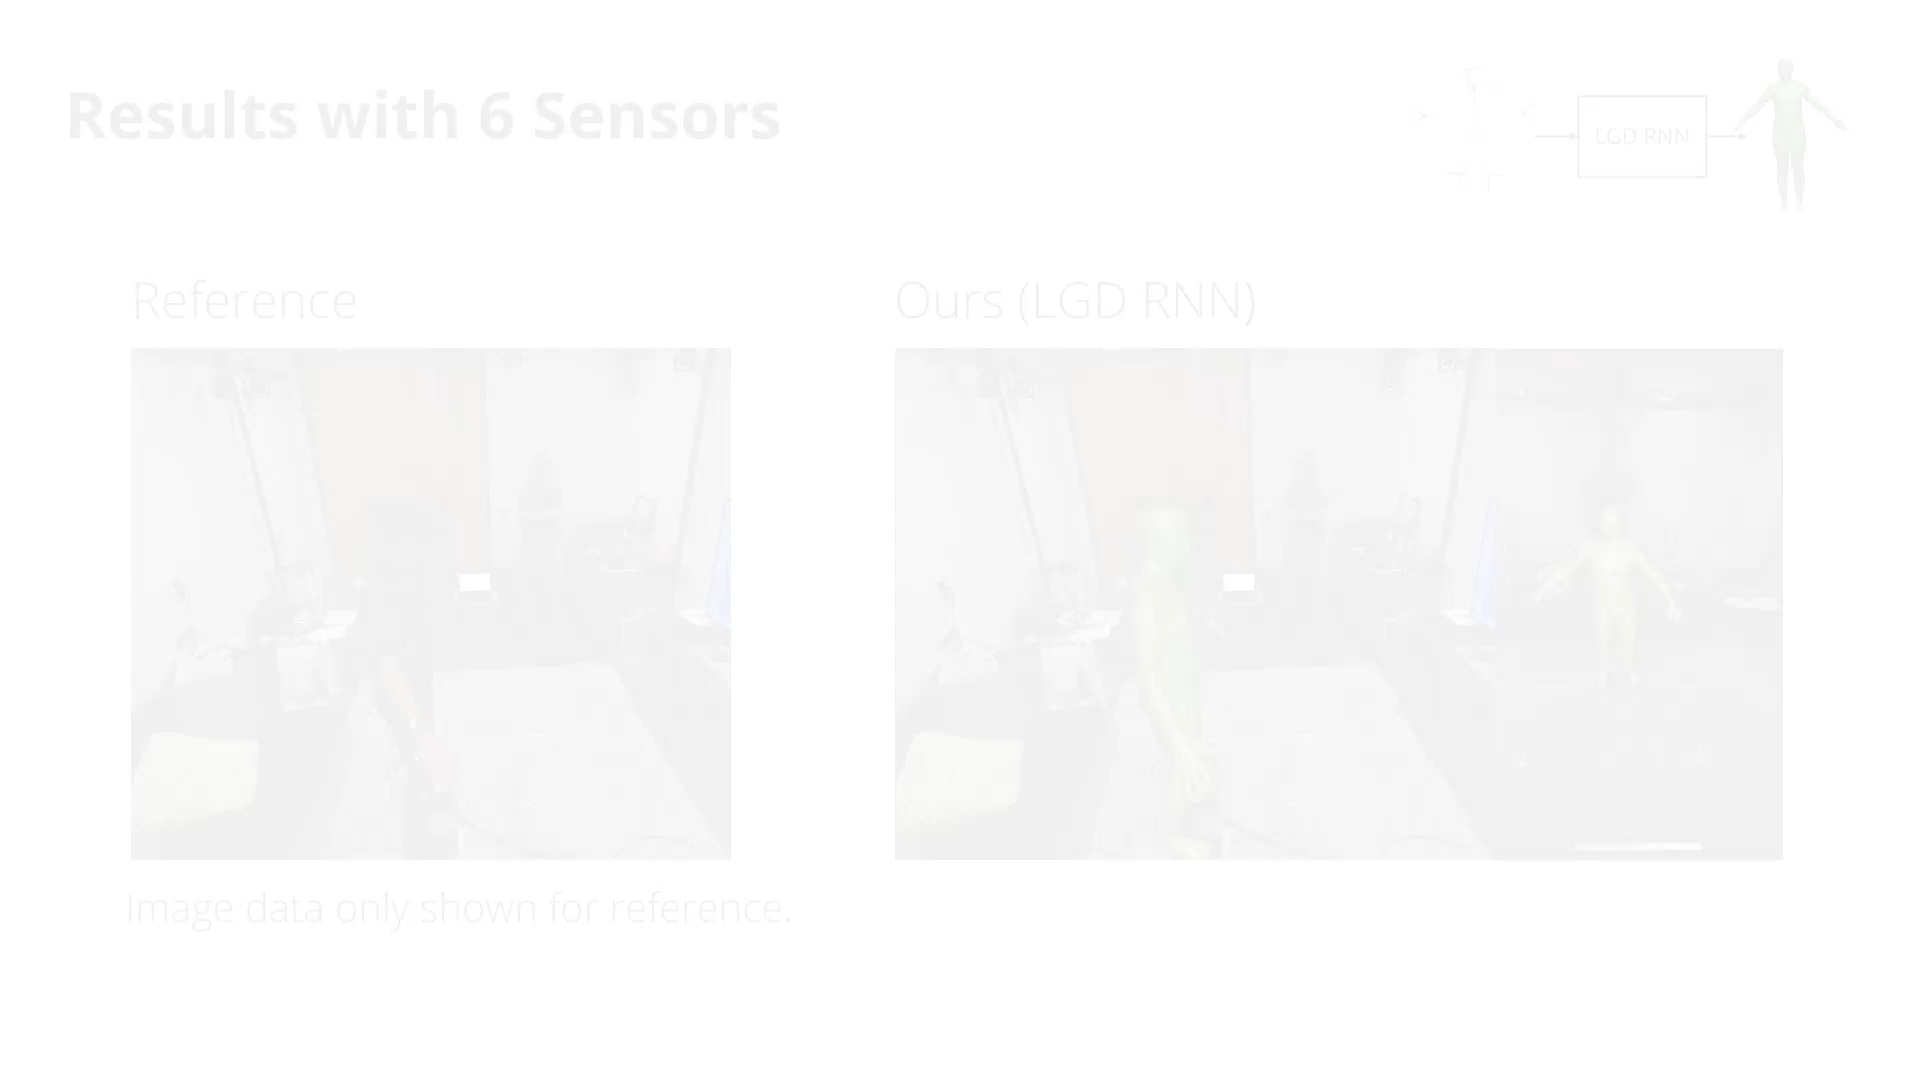 Results with 6 Sensors
LGD RNN
Reference
Ours (LGD RNN)
Image data only shown for reference.